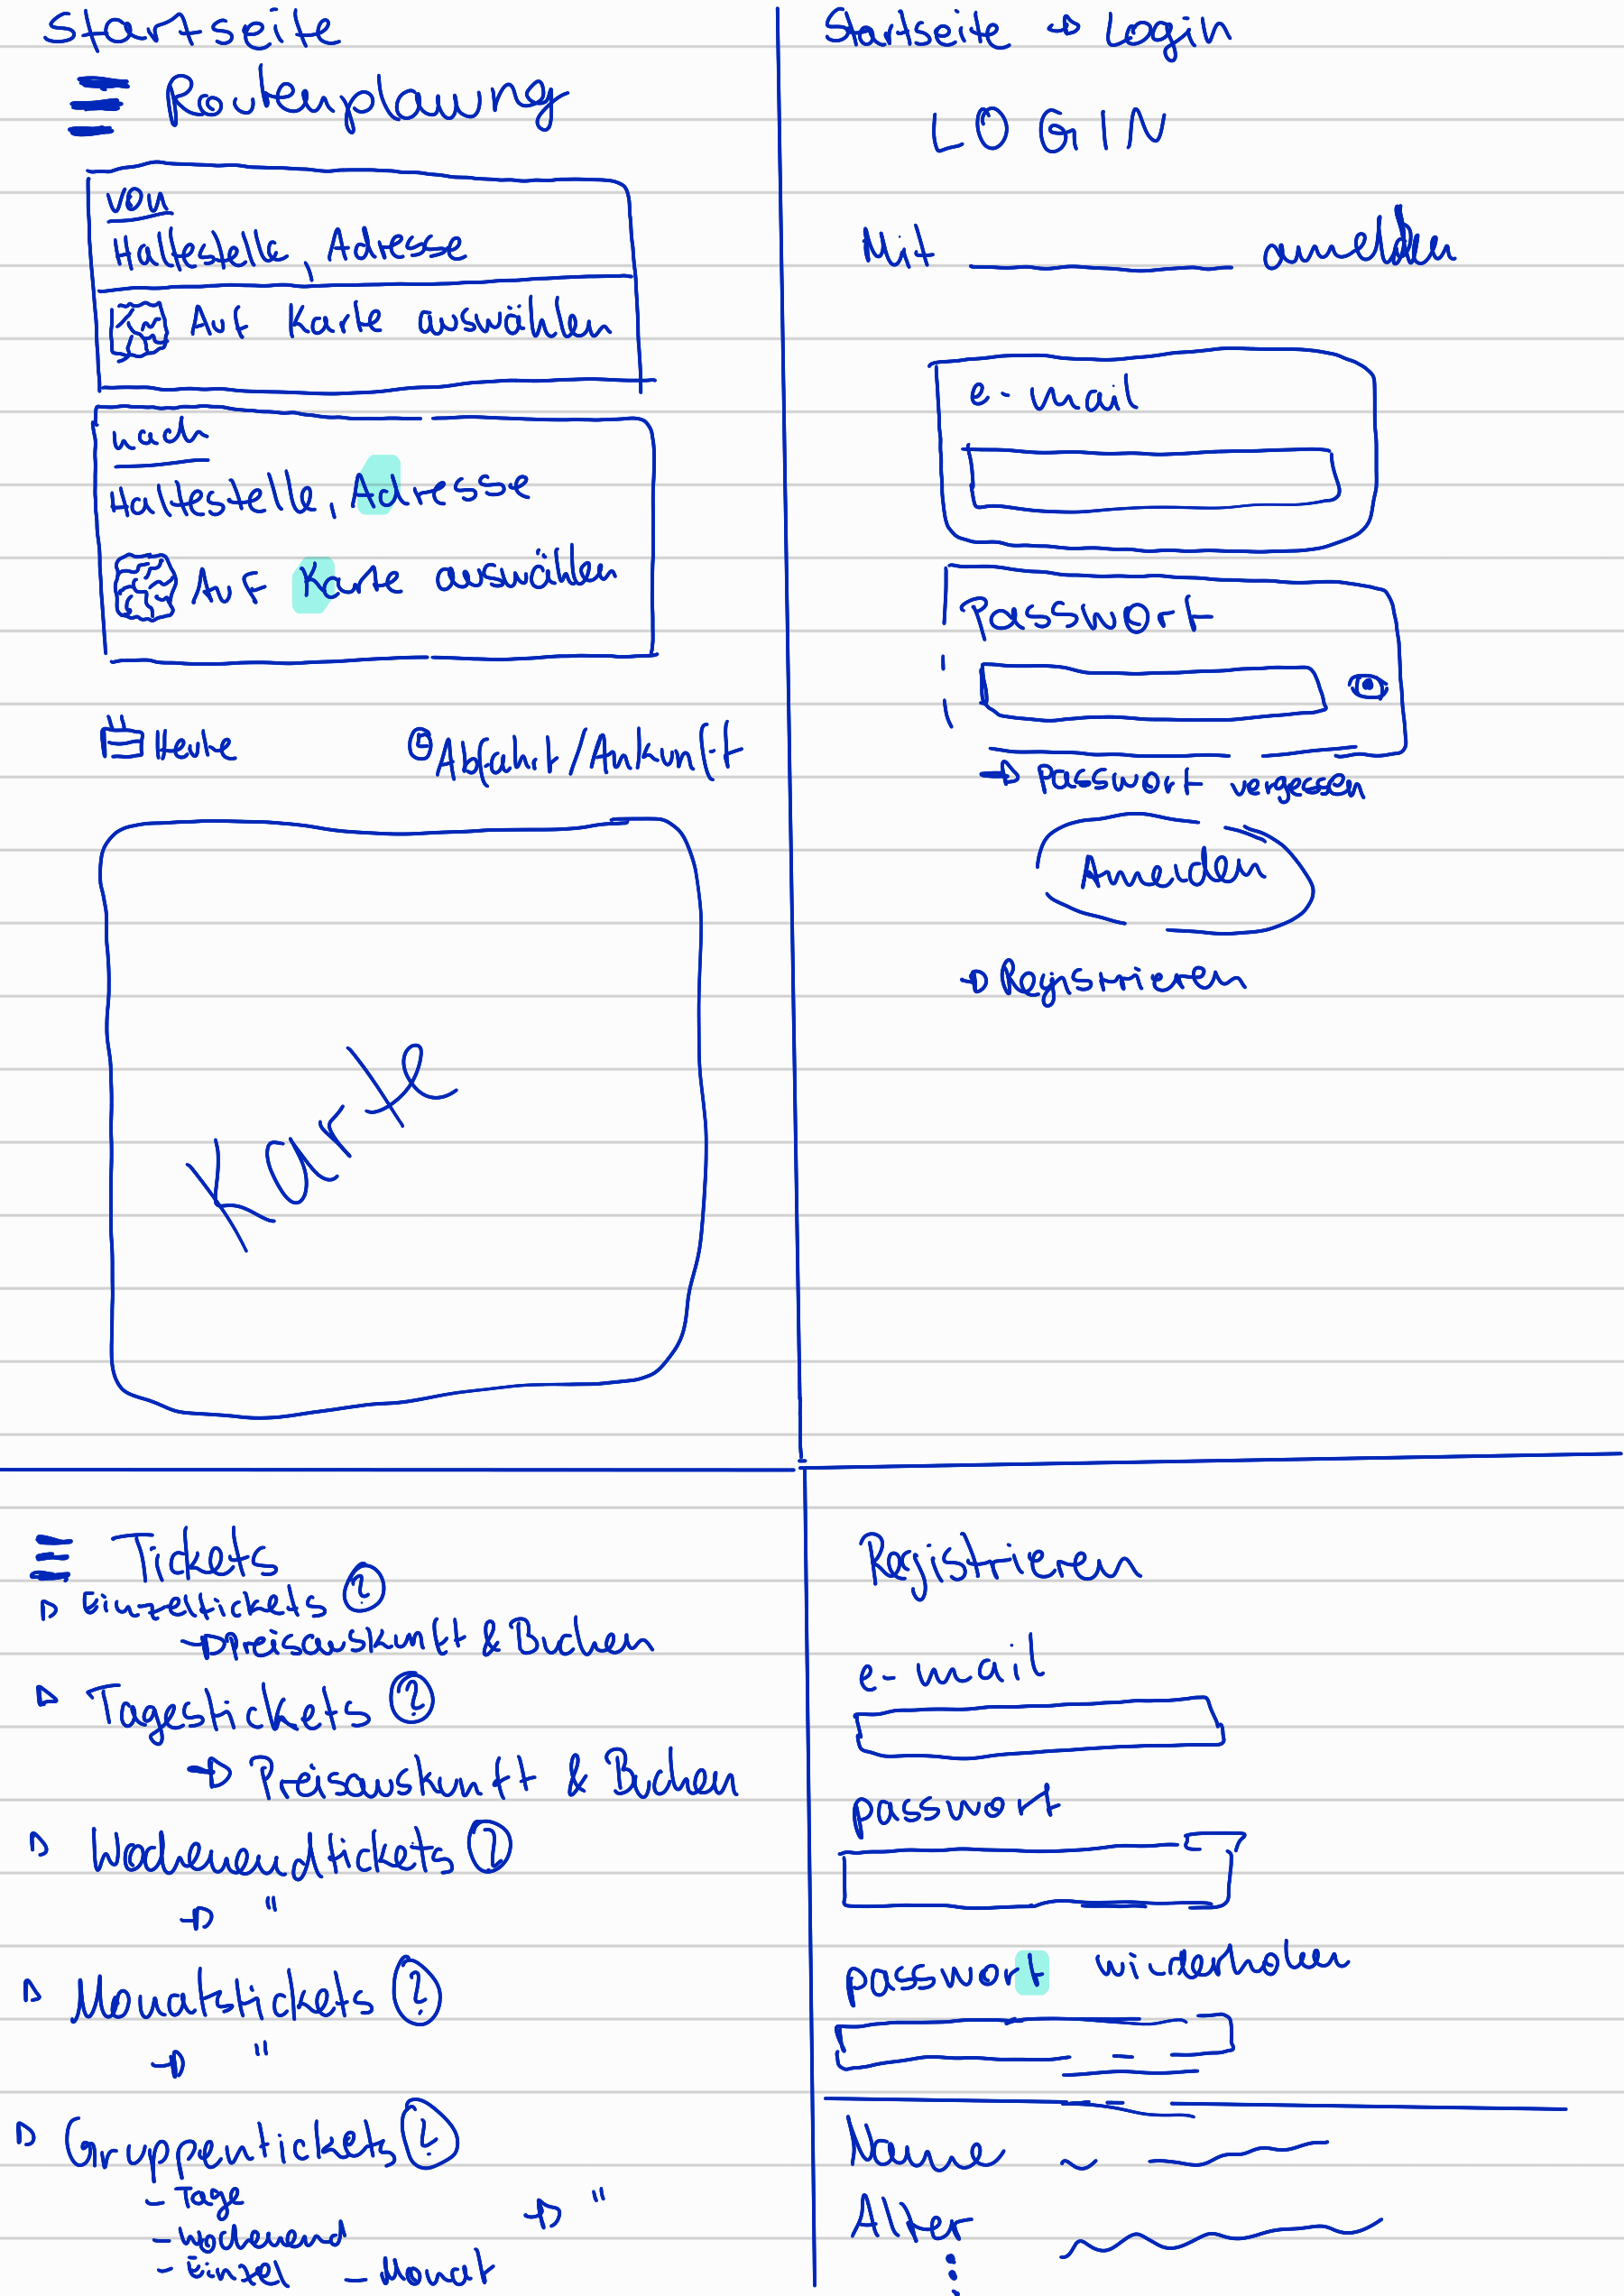 Startseite
Routenplanung
von
Haltestelle, Adresse
Auf Karte auswählen
nach
Haltestelle, Adresse
Auf Karte auswählen
Heute
Abfahrt/Ankunft
Karte
Startseite → Login
LOGIN
Mit ________ anmelden
e-mail
Passwort
→ Passwort vergessen
Anmelden
→ Registrieren
Tickets
▷ Einzeltickets ?
→ Preisauskunft & Buchen
▷ Tagestickets ?
→ Preisauskunft & Buchen
▷ Wochenendtickets ?
→ "
▷ Monatstickets ?
→ "
▷ Gruppentickets ?
- Tage
→ "
- Wochenend
- Einzel - Monat
Registrieren
e-mail
passwort
passwort wiederholen
Name
Alter
⋮